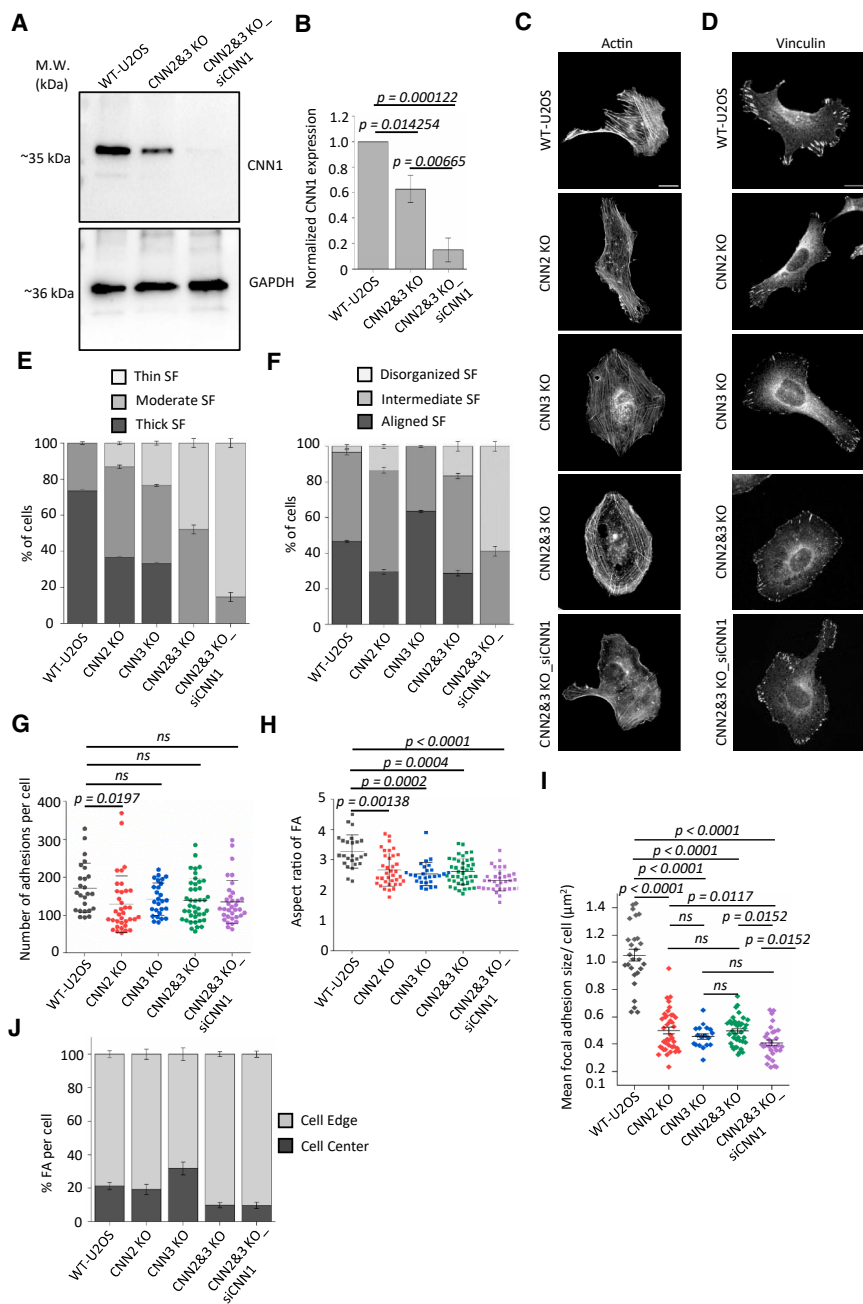 A
M.W.
(kDa)
WT-U2OS
CNN2&3 KO
CNN2&3 KO_
siCNN1
~35 kDa
CNN1
~36 kDa
GAPDH
B
Normalized CNN1 expression
p = 0.000122
p = 0.014254
p = 0.00665
1.2
1.0
0.8
0.6
0.4
0.2
0
WT-U2OS
CNN2&3 KO
CNN2&3 KO_
siCNN1
C
Actin
WT-U2OS
CNN2 KO
CNN3 KO
CNN2&3 KO
CNN2&3 KO_siCNN1
D
Vinculin
WT-U2OS
CNN2 KO
CNN3 KO
CNN2&3 KO
CNN2&3 KO_siCNN1
E
Thin SF
Moderate SF
Thick SF
% of cells
100
80
60
40
20
0
WT-U2OS
CNN2 KO
CNN3 KO
CNN2&3 KO
CNN2&3 KO_
siCNN1
F
Disorganized SF
Intermediate SF
Aligned SF
% of cells
100
80
60
40
20
0
WT-U2OS
CNN2 KO
CNN3 KO
CNN2&3 KO
CNN2&3 KO_
siCNN1
G
ns
ns
ns
p = 0.0197
Number of adhesions per cell
400
300
200
100
0
WT-U2OS
CNN2 KO
CNN3 KO
CNN2&3 KO
CNN2&3 KO_
siCNN1
H
p < 0.0001
p = 0.0004
p = 0.0002
p = 0.00138
Aspect ratio of FA
5
4
3
2
1
0
WT-U2OS
CNN2 KO
CNN3 KO
CNN2&3 KO
CNN2&3 KO_
siCNN1
I
p < 0.0001
p < 0.0001
p < 0.0001
p < 0.0001
p = 0.0117
ns
p = 0.0152
p = 0.0152
ns
ns
ns
Mean focal adhesion size/ cell (µm²)
1.4
1.2
1.0
0.8
0.6
0.4
0.2
0.1
WT-U2OS
CNN2 KO
CNN3 KO
CNN2&3 KO
CNN2&3 KO_
siCNN1
J
Cell Edge
Cell Center
% FA per cell
100
80
60
40
20
0
WT-U2OS
CNN2 KO
CNN3 KO
CNN2&3 KO
CNN2&3 KO_
siCNN1